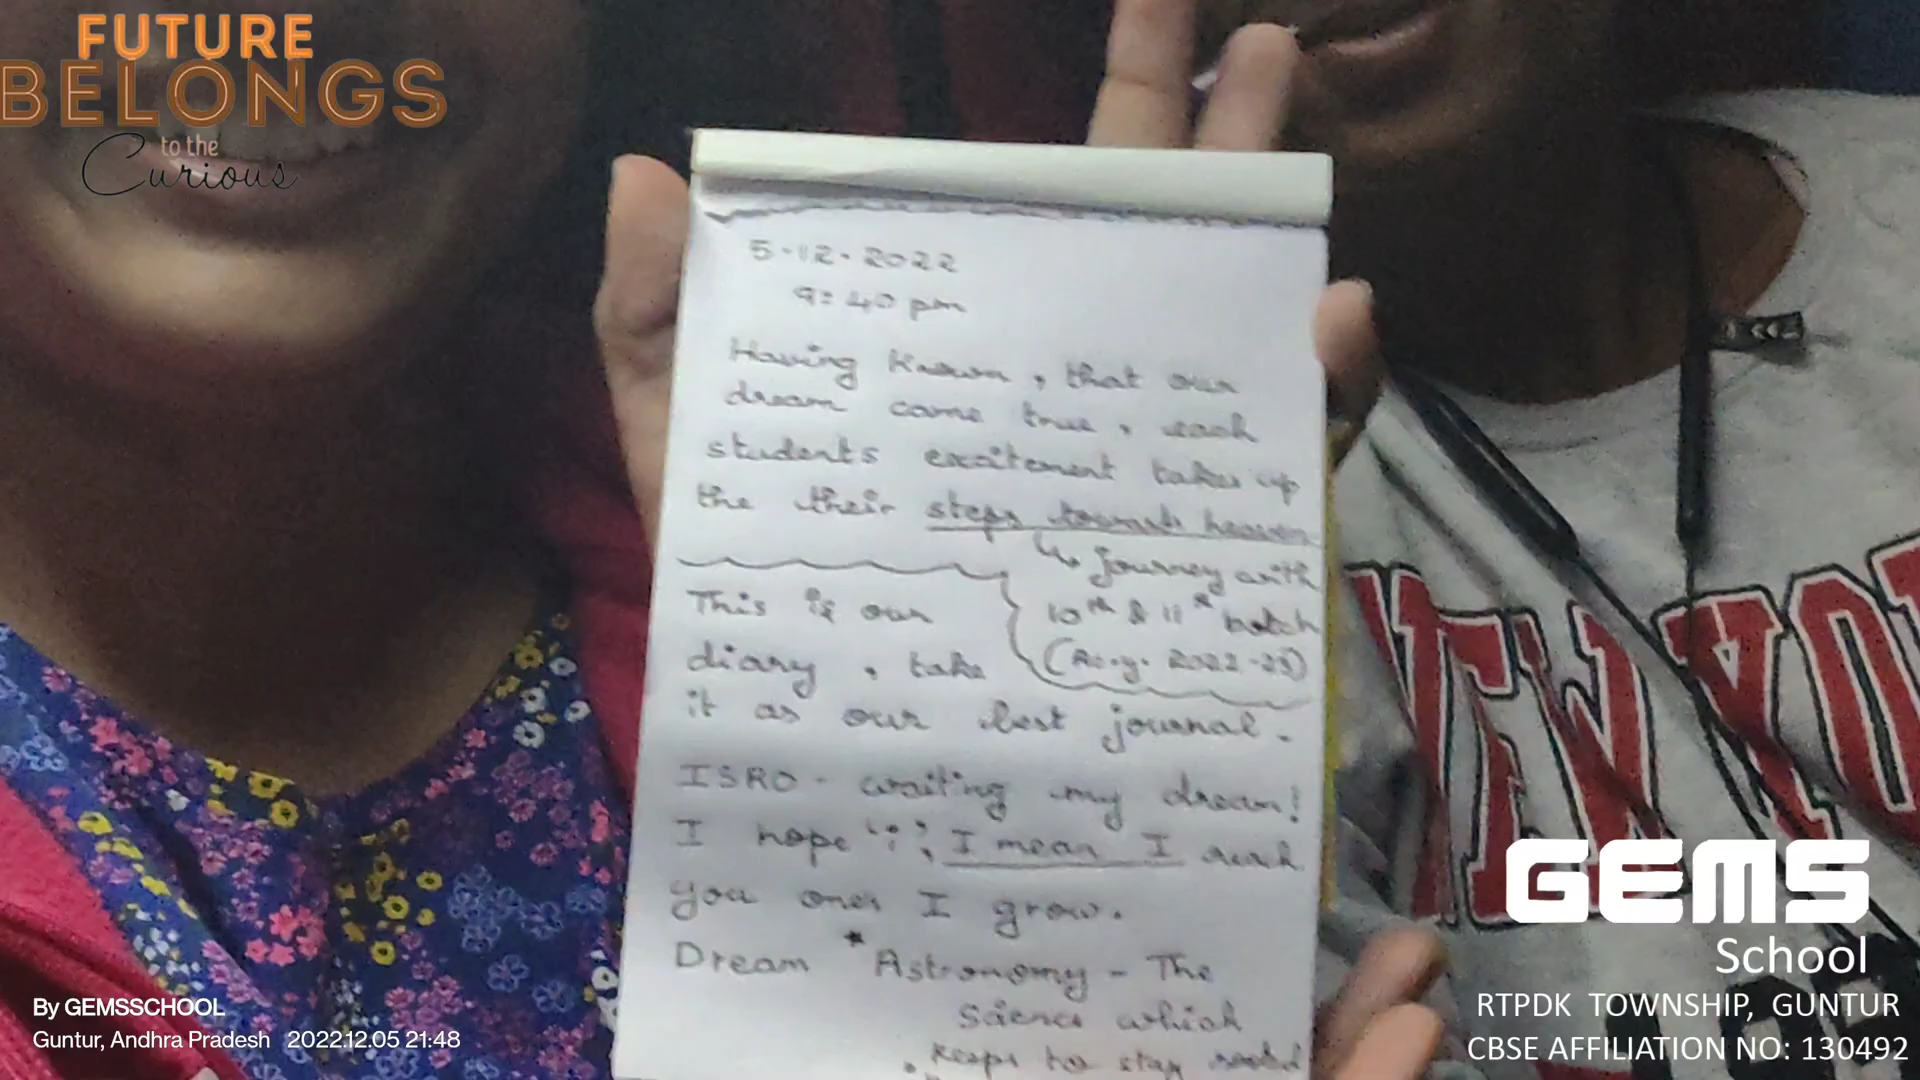 FUTURE
BELONGS
to the
Curious
5.12.2022
9:40 pm
Having known, that our
dream came true, each
students excitement takes up
the their steps towards heaven
↳ Journey with
10th & 11th batch
(Ac.y. 2022-23)
This is our
diary, take
it as our best journal.
ISRO - waiting my dream!
I hope "i", I mean I reach
you ones I grow.
Dream *Astronomy - The
Science which
keeps to stay
NEW YO
GEMS
School
RTPDK TOWNSHIP, GUNTUR
CBSE AFFILIATION NO: 130492
By GEMSSCHOOL
Guntur, Andhra Pradesh 2022.12.05 21:48